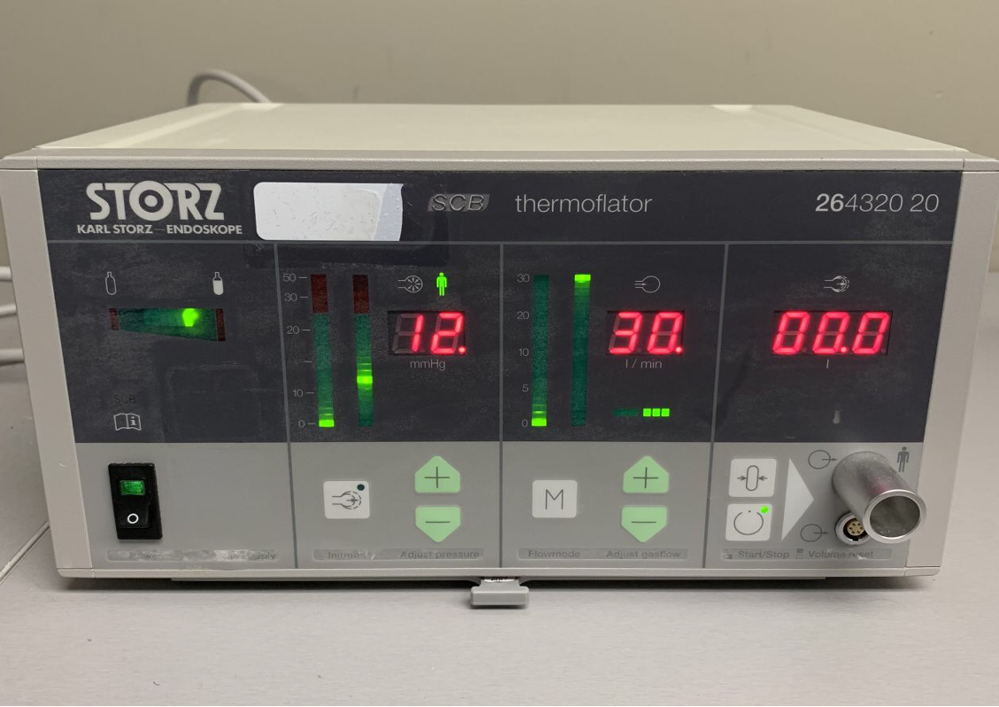 STORZ
KARL STORZ — ENDOSKOPE
SCB
thermoflator
264320 20
50
30
20
10
0
12.
mmHg
30
20
10
5
0
30.
l / min
00.0
l
SCB
M
Adjust pressure
Flowmode
Adjust gasflow
Start/Stop
Volume reset